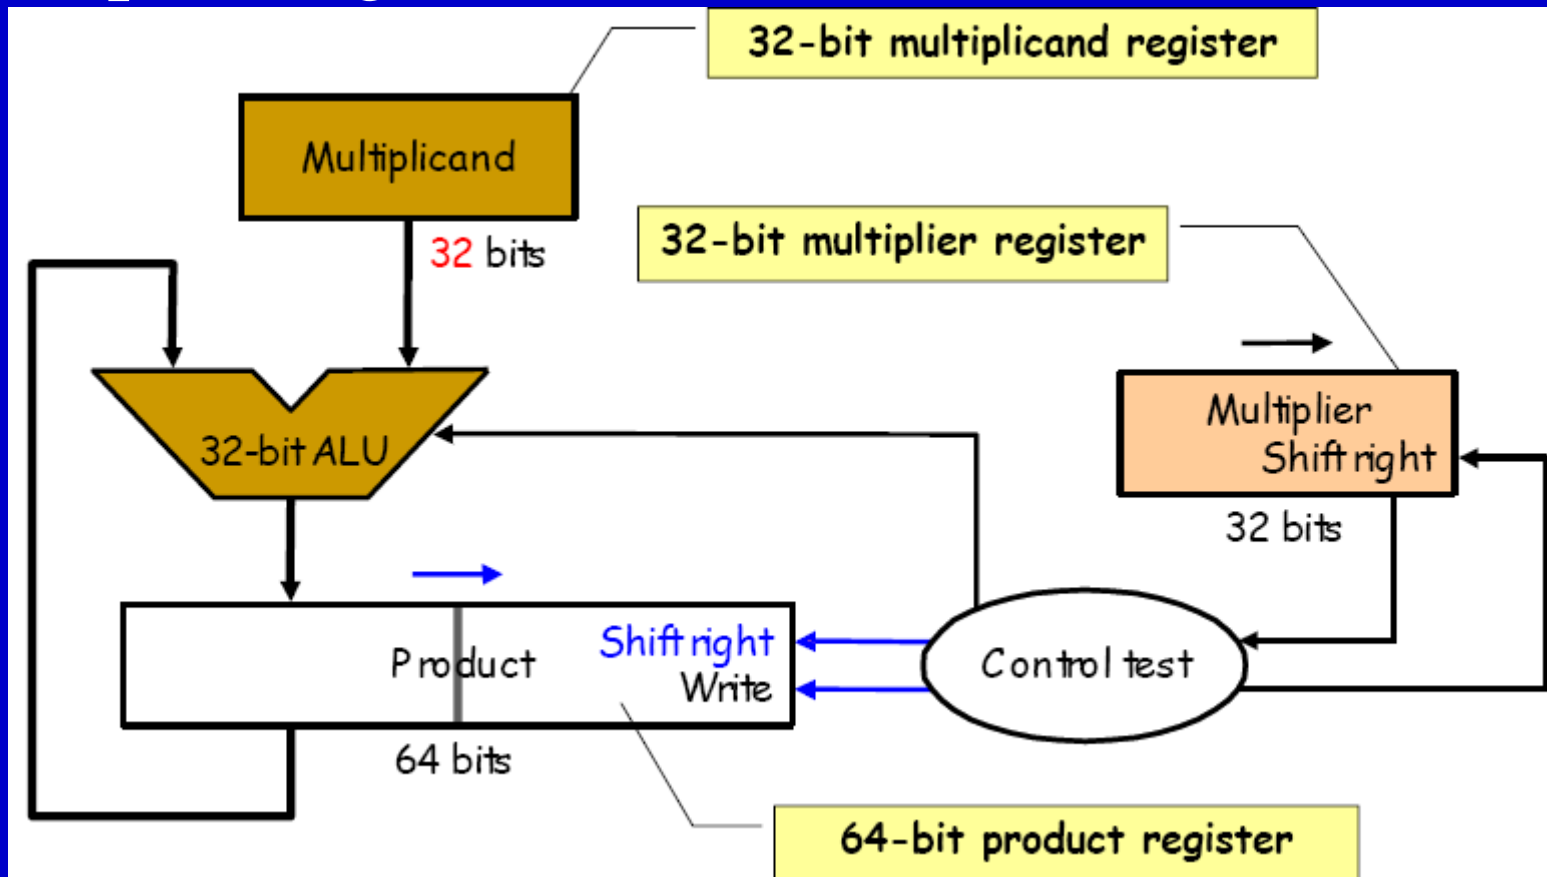 32-bit multiplicand register
Multiplicand
32 bits
32-bit multiplier register
Multiplier
Shift right
32-bit ALU
32 bits
Shift right
Product
Control test
Write
64 bits
64-bit product register